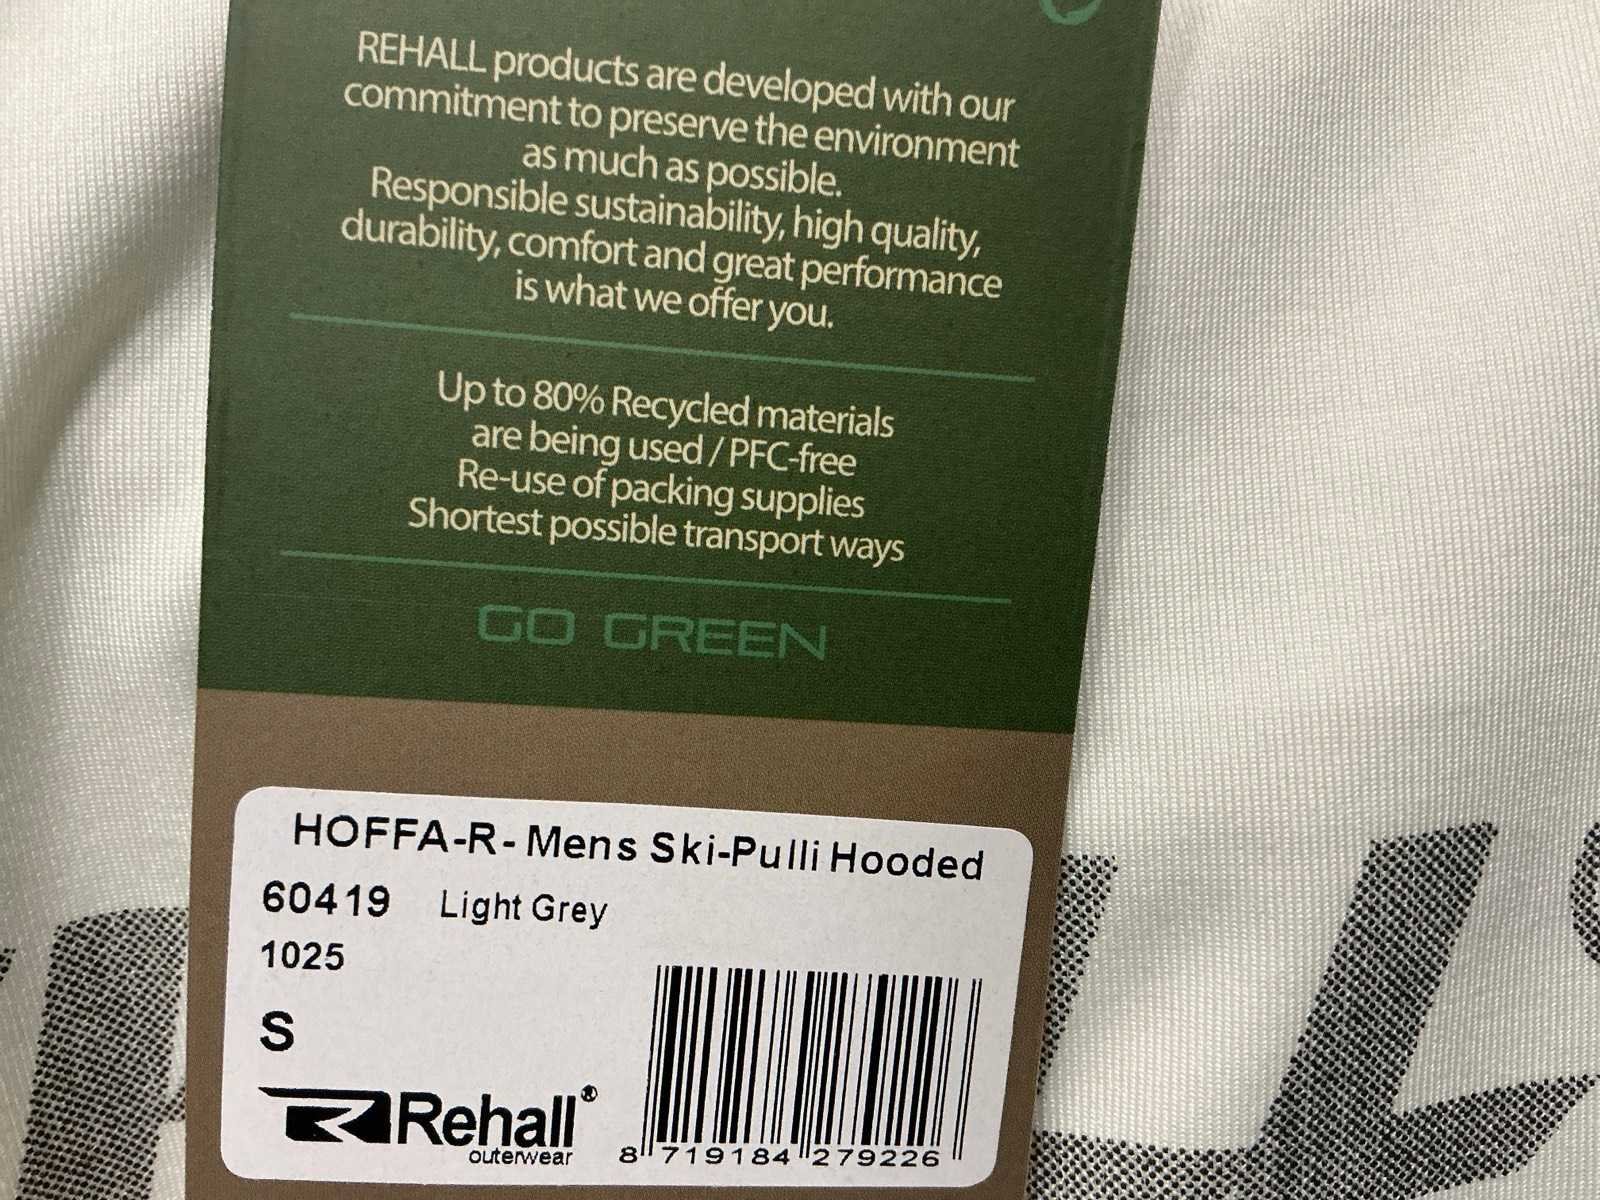 REHALL products are developed with our
commitment to preserve the environment
as much as possible.
Responsible sustainability, high quality,
durability, comfort and great performance
is what we offer you.
Up to 80% Recycled materials
are being used / PFC-free
Re-use of packing supplies
Shortest possible transport ways
GO GREEN
HOFFA-R- Mens Ski-Pulli Hooded
60419 Light Grey
1025
S
Rehall®
outerwear
8 719184 279226